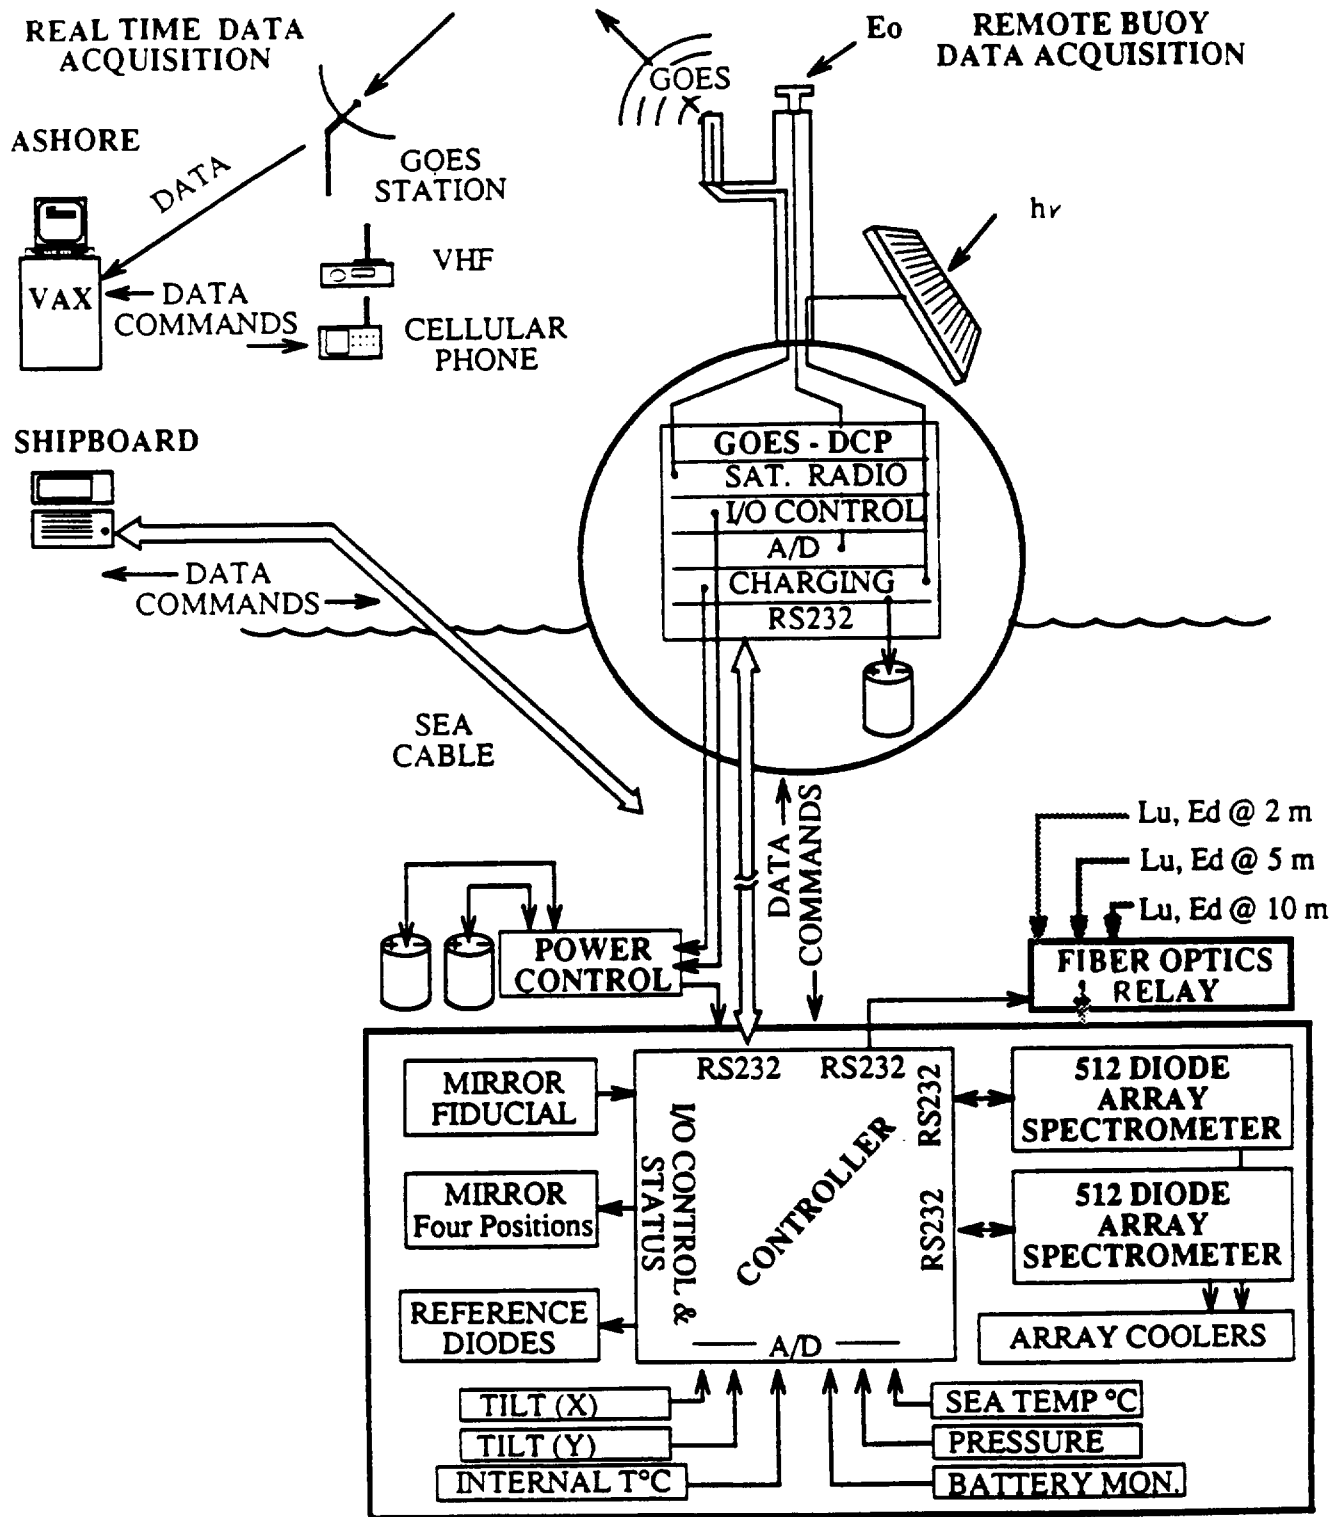 REAL TIME DATA
ACQUISITION
Eo
REMOTE BUOY
DATA ACQUISITION
GOES
ASHORE
DATA
GOES
STATION
hν
VHF
VAX
DATA
COMMANDS
CELLULAR
PHONE
SHIPBOARD
GOES - DCP
SAT. RADIO
I/O CONTROL
A/D
CHARGING
RS232
DATA
COMMANDS
SEA
CABLE
DATA
COMMANDS
Lu, Ed @ 2 m
Lu, Ed @ 5 m
Lu, Ed @ 10 m
POWER
CONTROL
FIBER OPTICS
RELAY
RS232
RS232
MIRROR
FIDUCIAL
I/O CONTROL &
STATUS
CONTROLLER
RS232
512 DIODE
ARRAY
SPECTROMETER
MIRROR
Four Positions
RS232
512 DIODE
ARRAY
SPECTROMETER
REFERENCE
DIODES
A/D
ARRAY COOLERS
TILT (X)
SEA TEMP °C
TILT (Y)
PRESSURE
INTERNAL T°C
BATTERY MON.